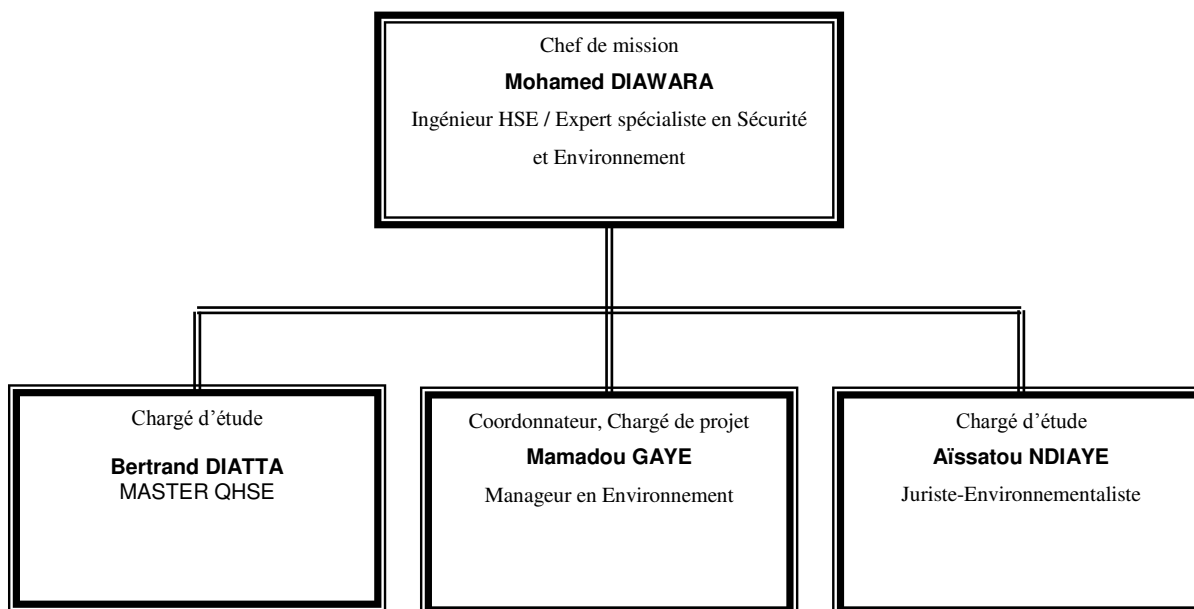 Chef de mission
Mohamed DIAWARA
Ingénieur HSE / Expert spécialiste en Sécurité
et Environnement
Chargé d’étude
Bertrand DIATTA
MASTER QHSE
Coordonnateur, Chargé de projet
Mamadou GAYE
Manageur en Environnement
Chargé d’étude
Aïssatou NDIAYE
Juriste-Environnementaliste